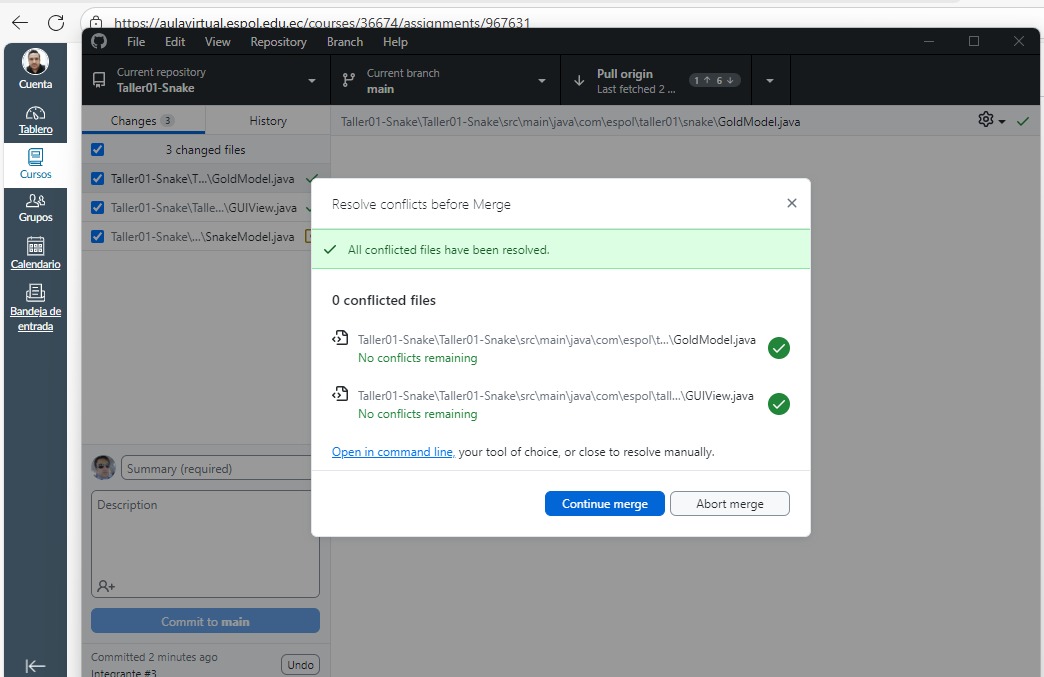 https://aulavirtual.espol.edu.ec/courses/36674/assignments/967631
File Edit View Repository Branch Help
Current repository
Taller01-Snake
Current branch
main
Pull origin
Last fetched 2 ...
1 ↑ 6 ↓
Cuenta
Tablero
Cursos
Grupos
Calendario
Bandeja de
entrada
Changes 3
History
3 changed files
Taller01-Snake\T...\GoldModel.java
Taller01-Snake\Talle...\GUIView.java
Taller01-Snake\...\SnakeModel.java
Taller01-Snake\Taller01-Snake\src\main\java\com\espol\taller01\snake\GoldModel.java
Resolve conflicts before Merge
All conflicted files have been resolved.
0 conflicted files
Taller01-Snake\Taller01-Snake\src\main\java\com\espol\t...\GoldModel.java
No conflicts remaining
Taller01-Snake\Taller01-Snake\src\main\java\com\espol\tall...\GUIView.java
No conflicts remaining
Open in command line, your tool of choice, or close to resolve manually.
Continue merge
Abort merge
Summary (required)
Description
Commit to main
Committed 2 minutes ago
Integrante #3
Undo